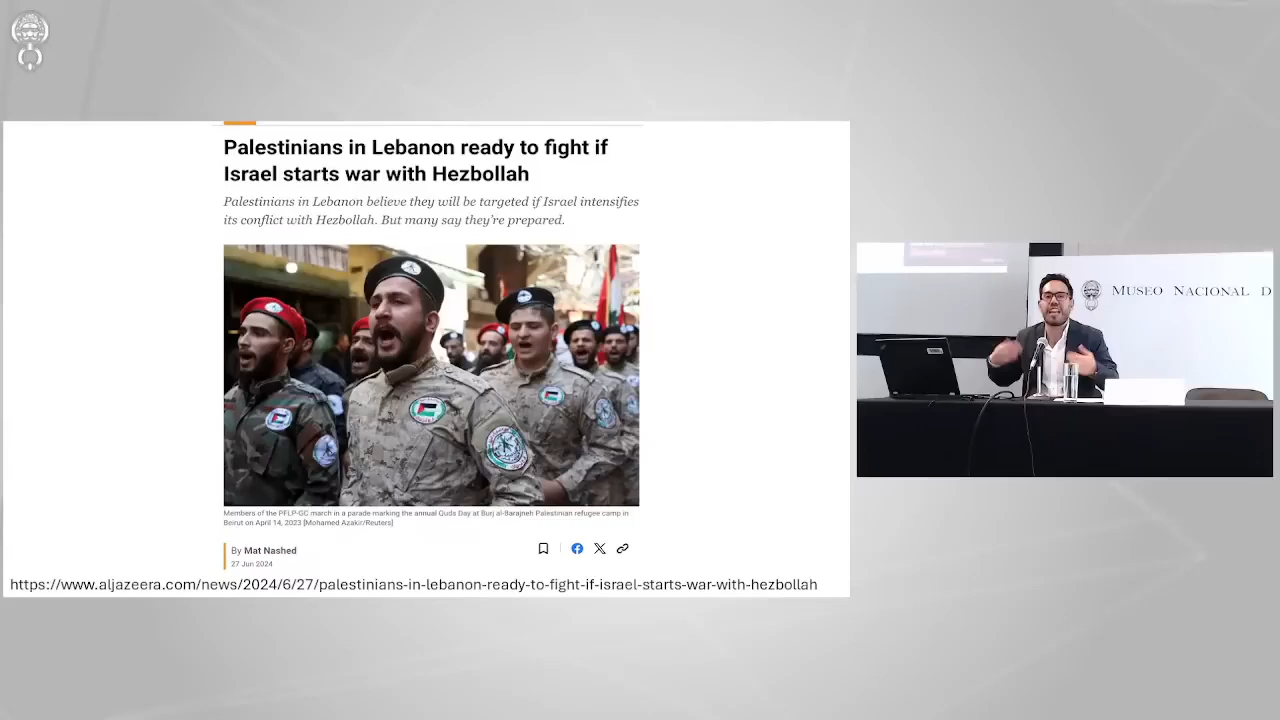 Palestinians in Lebanon ready to fight if
Israel starts war with Hezbollah
Palestinians in Lebanon believe they will be targeted if Israel intensifies
its conflict with Hezbollah. But many say they're prepared.
Members of the PFLP-GC march in a parade marking the annual Quds Day at Burj al-Barajneh Palestinian refugee camp in
Beirut on April 14, 2023 [Mohamed Azakir/Reuters]
By Mat Nashed
27 Jun 2024
https://www.aljazeera.com/news/2024/6/27/palestinians-in-lebanon-ready-to-fight-if-israel-starts-war-with-hezbollah
MUSEO NACIONAL D